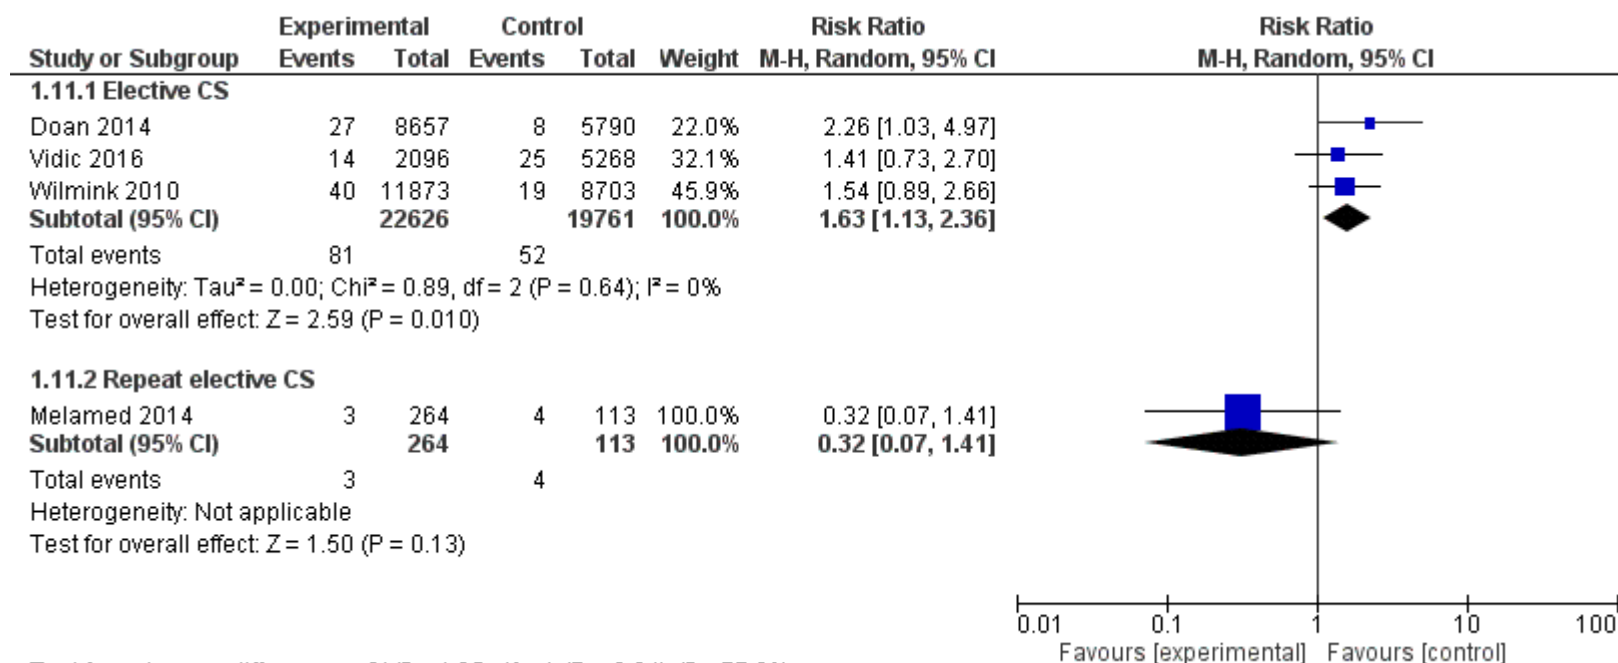 Experimental Control Risk Ratio Risk Ratio
Study or Subgroup Events Total Events Total Weight M-H, Random, 95% CI M-H, Random, 95% CI
1.11.1 Elective CS
Doan 2014 27 8657 8 5790 22.0% 2.26 [1.03, 4.97]
Vidic 2016 14 2096 25 5268 32.1% 1.41 [0.73, 2.70]
Wilmink 2010 40 11873 19 8703 45.9% 1.54 [0.89, 2.66]
Subtotal (95% CI) 22626 19761 100.0% 1.63 [1.13, 2.36]
Total events 81 52
Heterogeneity: Tau² = 0.00; Chi² = 0.89, df = 2 (P = 0.64); I² = 0%
Test for overall effect: Z = 2.59 (P = 0.010)
1.11.2 Repeat elective CS
Melamed 2014 3 264 4 113 100.0% 0.32 [0.07, 1.41]
Subtotal (95% CI) 264 113 100.0% 0.32 [0.07, 1.41]
Total events 3 4
Heterogeneity: Not applicable
Test for overall effect: Z = 1.50 (P = 0.13)
0.01 0.1 1 10 100
Favours [experimental] Favours [control]